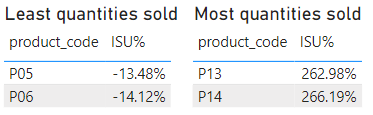 Least quantities sold
product_code ISU%
P05 -13.48%
P06 -14.12%
Most quantities sold
product_code ISU%
P13 262.98%
P14 266.19%